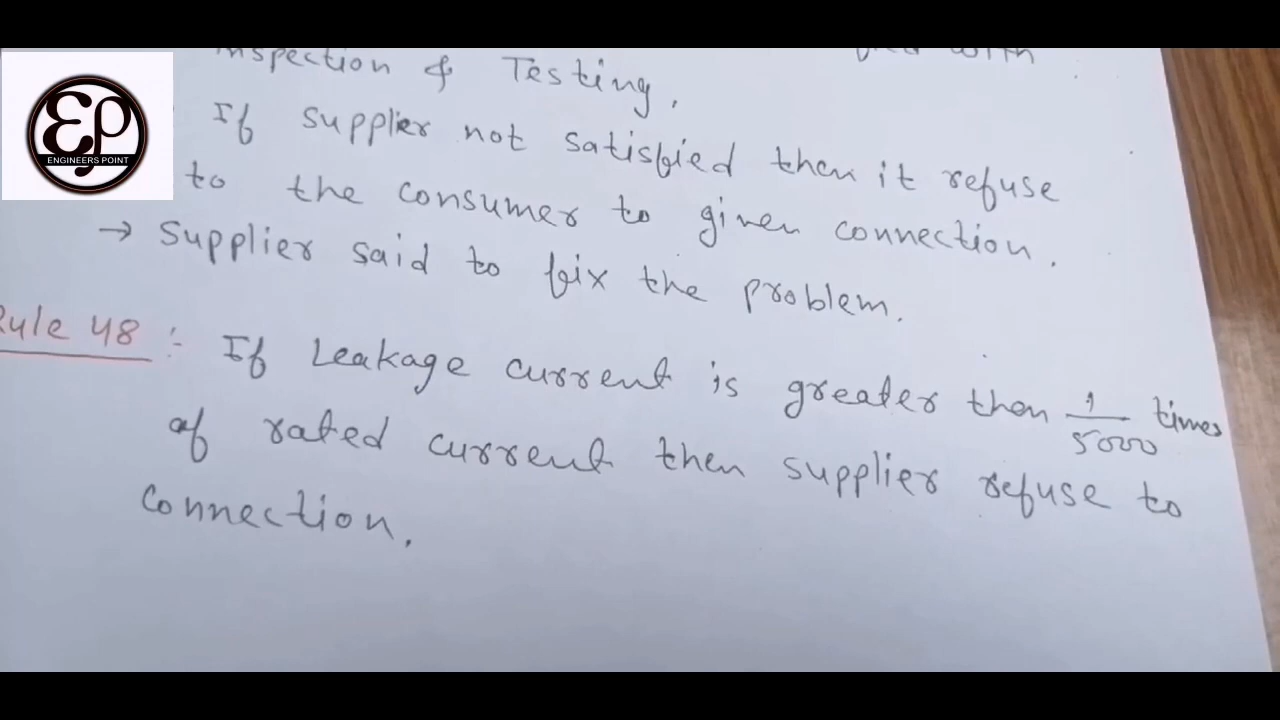 Inspection & Testing.
with
If supplier not satisfied then it refuse
to the consumer to given connection.
→ Supplier said to fix the problem.
Rule 48 :- If Leakage current is greater then 1/5000 times
of rated current then supplier refuse to
connection.
EP
ENGINEERS POINT